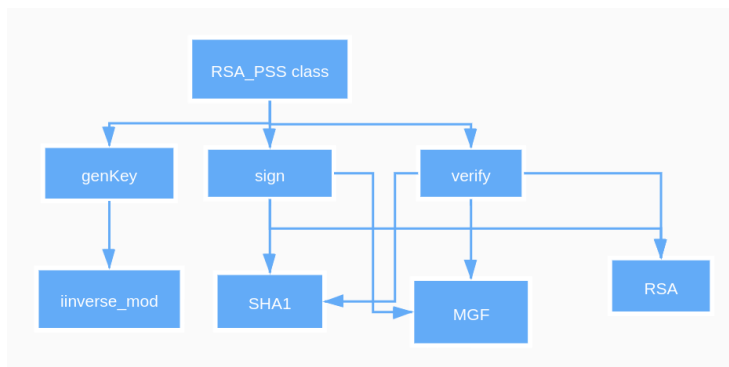 RSA_PSS class
genKey
sign
verify
iinverse_mod
SHA1
MGF
RSA